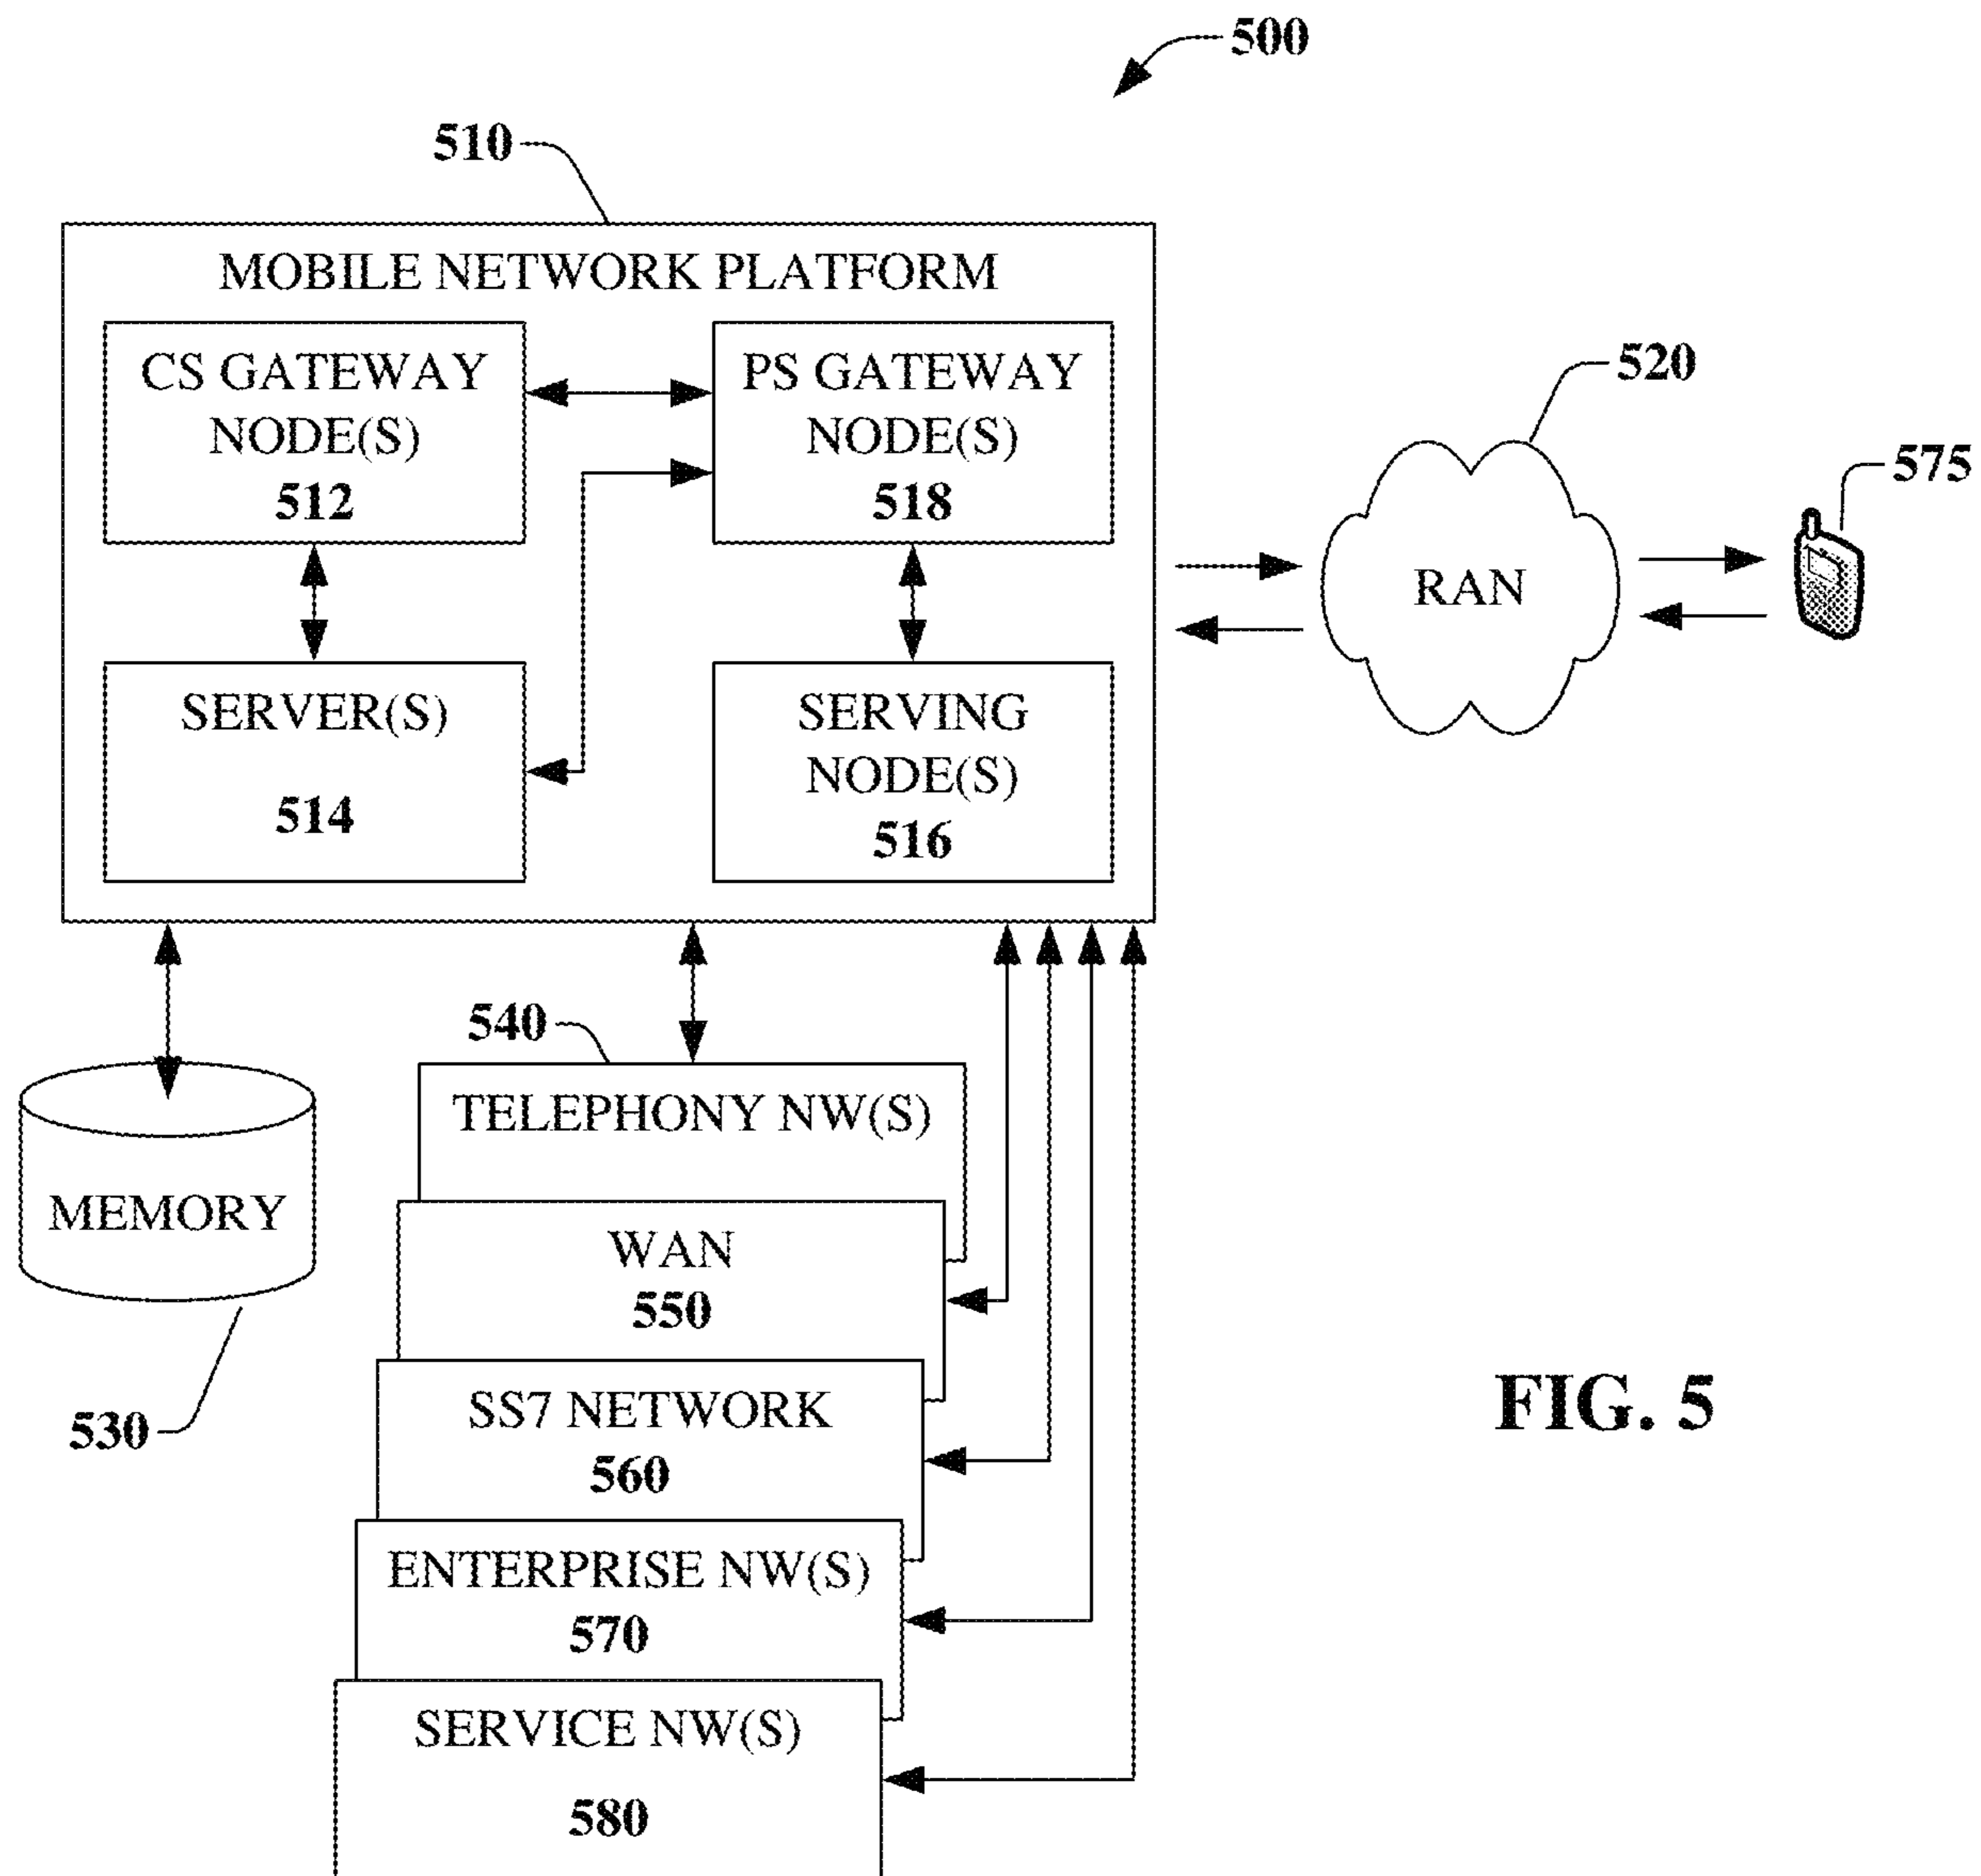 500
510
MOBILE NETWORK PLATFORM
CS GATEWAY
NODE(S)
512
PS GATEWAY
NODE(S)
518
SERVER(S)
514
SERVING
NODE(S)
516
520
RAN
575
540
TELEPHONY NW(S)
MEMORY
530
WAN
550
SS7 NETWORK
560
ENTERPRISE NW(S)
570
SERVICE NW(S)
580
FIG. 5